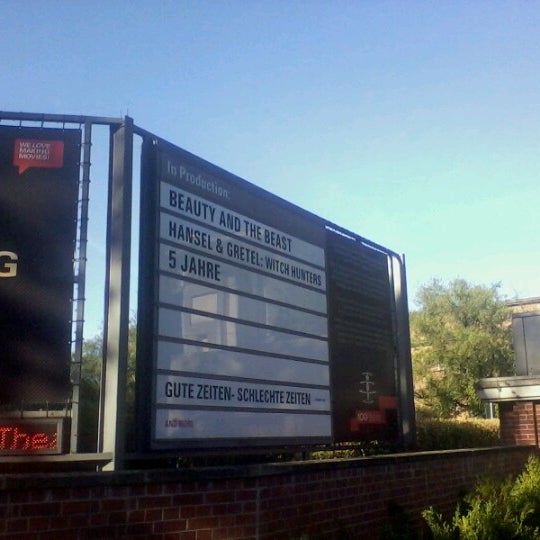 WE LOVE
MAKING
MOVIES!
G
The
In Production:
BEAUTY AND THE BEAST
HANSEL & GRETEL: WITCH HUNTERS
5 JAHRE
GUTE ZEITEN- SCHLECHTE ZEITEN
AND MORE
100